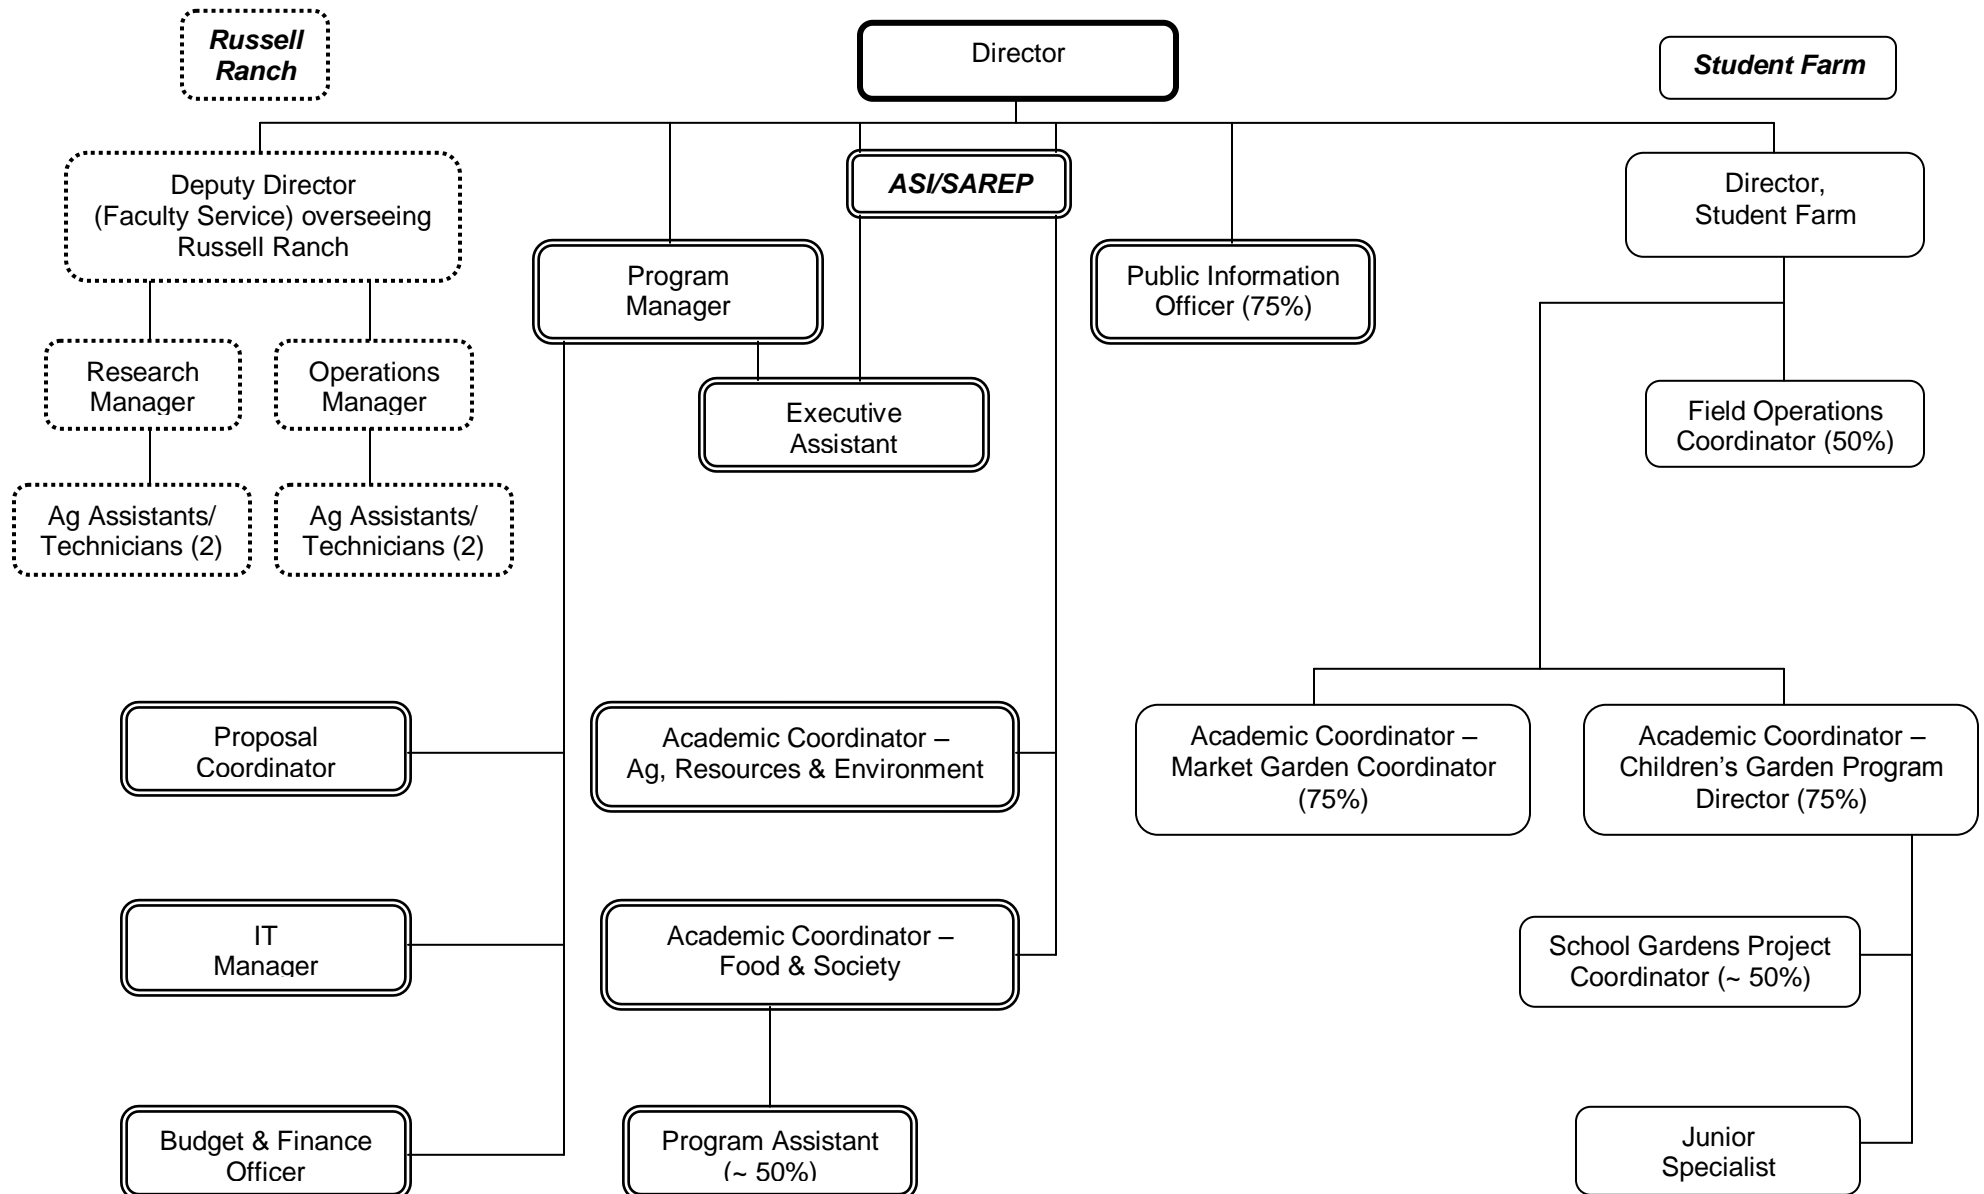 Russell
Ranch
Director
Student Farm
Deputy Director
(Faculty Service) overseeing
Russell Ranch
ASI/SAREP
Director,
Student Farm
Program
Manager
Public Information
Officer (75%)
Research
Manager
Operations
Manager
Executive
Assistant
Field Operations
Coordinator (50%)
Ag Assistants/
Technicians (2)
Ag Assistants/
Technicians (2)
Proposal
Coordinator
Academic Coordinator –
Ag, Resources & Environment
Academic Coordinator –
Market Garden Coordinator
(75%)
Academic Coordinator –
Children’s Garden Program
Director (75%)
IT
Manager
Academic Coordinator –
Food & Society
School Gardens Project
Coordinator (~ 50%)
Budget & Finance
Officer
Program Assistant
(~ 50%)
Junior
Specialist